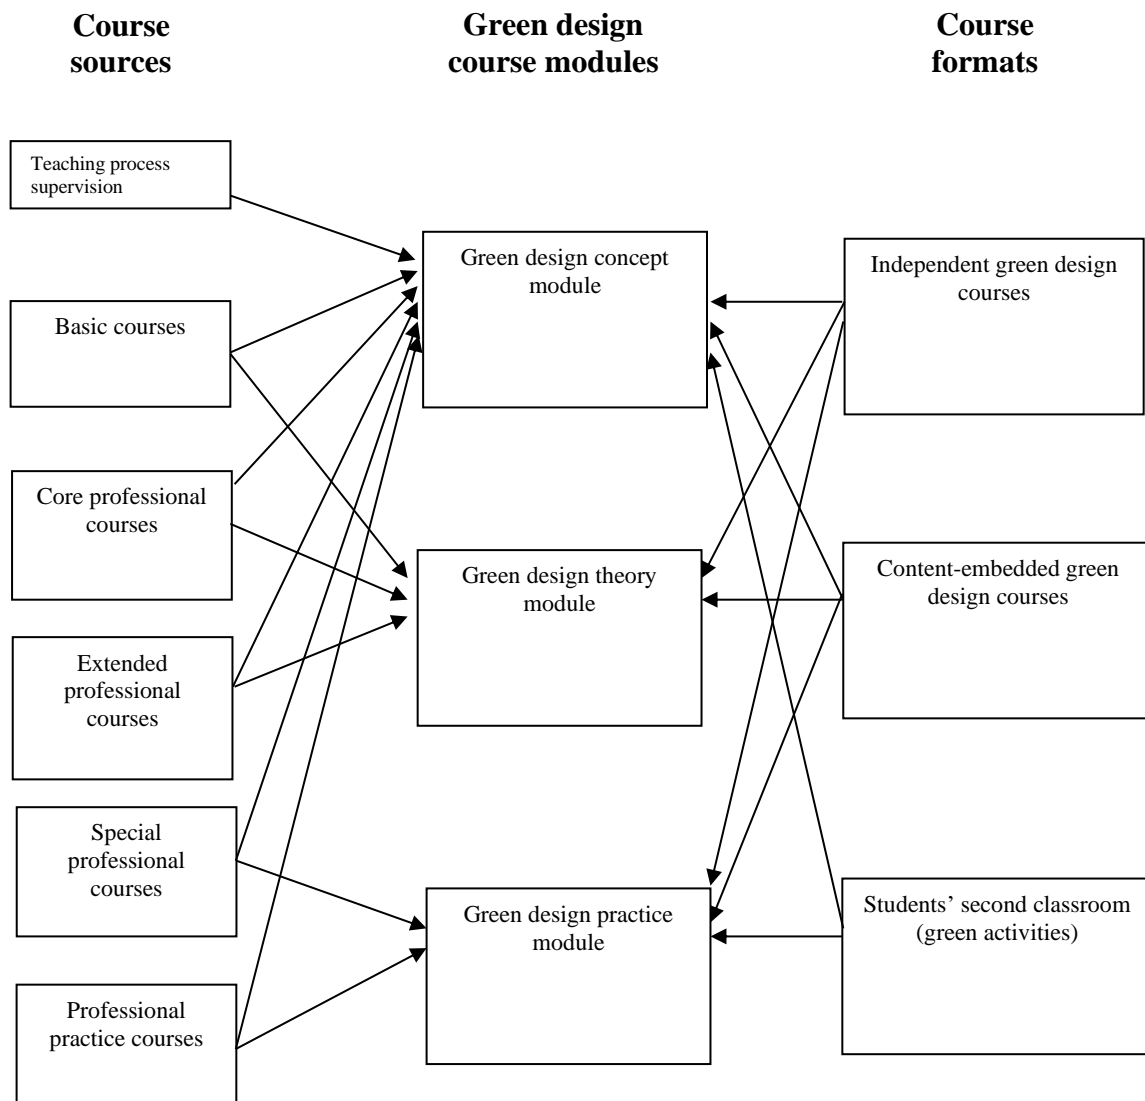 Course
sources
Green design
course modules
Course
formats
Teaching process
supervision
Basic courses
Core professional
courses
Extended
professional
courses
Special
professional
courses
Professional
practice courses
Green design concept
module
Green design theory
module
Green design practice
module
Independent green design
courses
Content-embedded green
design courses
Students’ second classroom
(green activities)